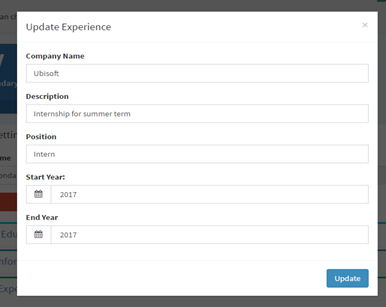 Update Experience
×
Company Name
Ubisoft
Description
Internship for summer term
Position
Intern
Start Year:
2017
End Year
2017
Update